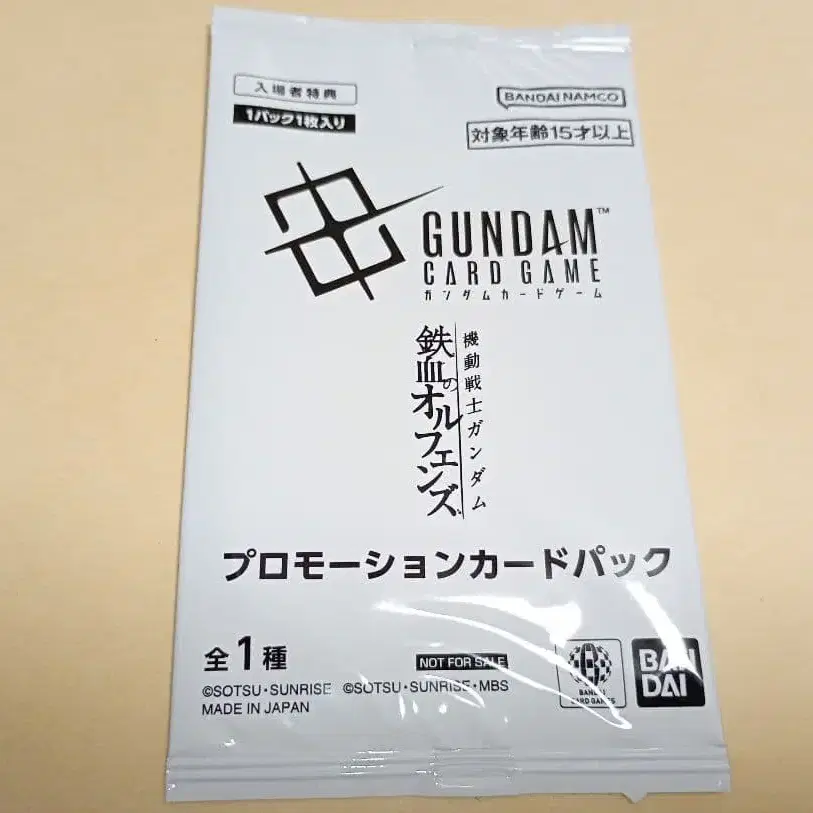 入場者特典
1パック1枚入り
BANDAI NAMCO
対象年齢15才以上
GUNDAM™
CARD GAME
ガンダムカードゲーム
機動戦士ガンダム
鉄血のオルフェンズ
プロモーションカードパック
全1種
NOT FOR SALE
©SOTSU・SUNRISE ©SOTSU・SUNRISE・MBS
MADE IN JAPAN
BANDAI
CARD GAMES
BAN
DAI